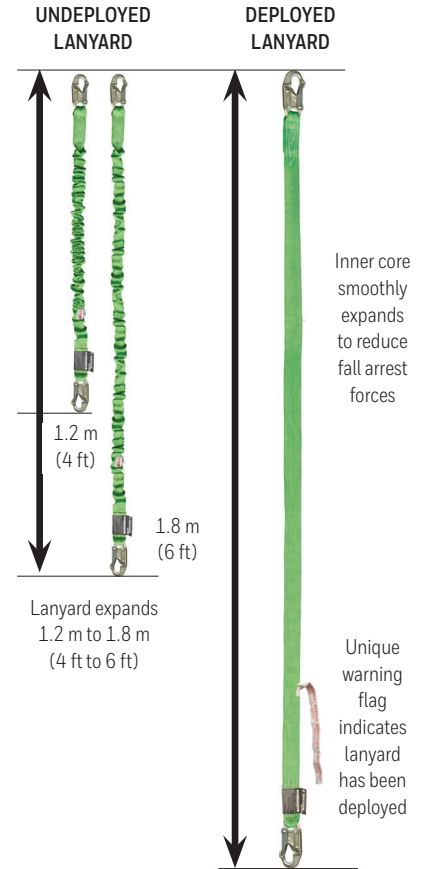 UNDEPLOYED
LANYARD
DEPLOYED
LANYARD
Inner core
smoothly
expands
to reduce
fall arrest
forces
1.2 m
(4 ft)
1.8 m
(6 ft)
Lanyard expands
1.2 m to 1.8 m
(4 ft to 6 ft)
Unique
warning
flag
indicates
lanyard
has been
deployed